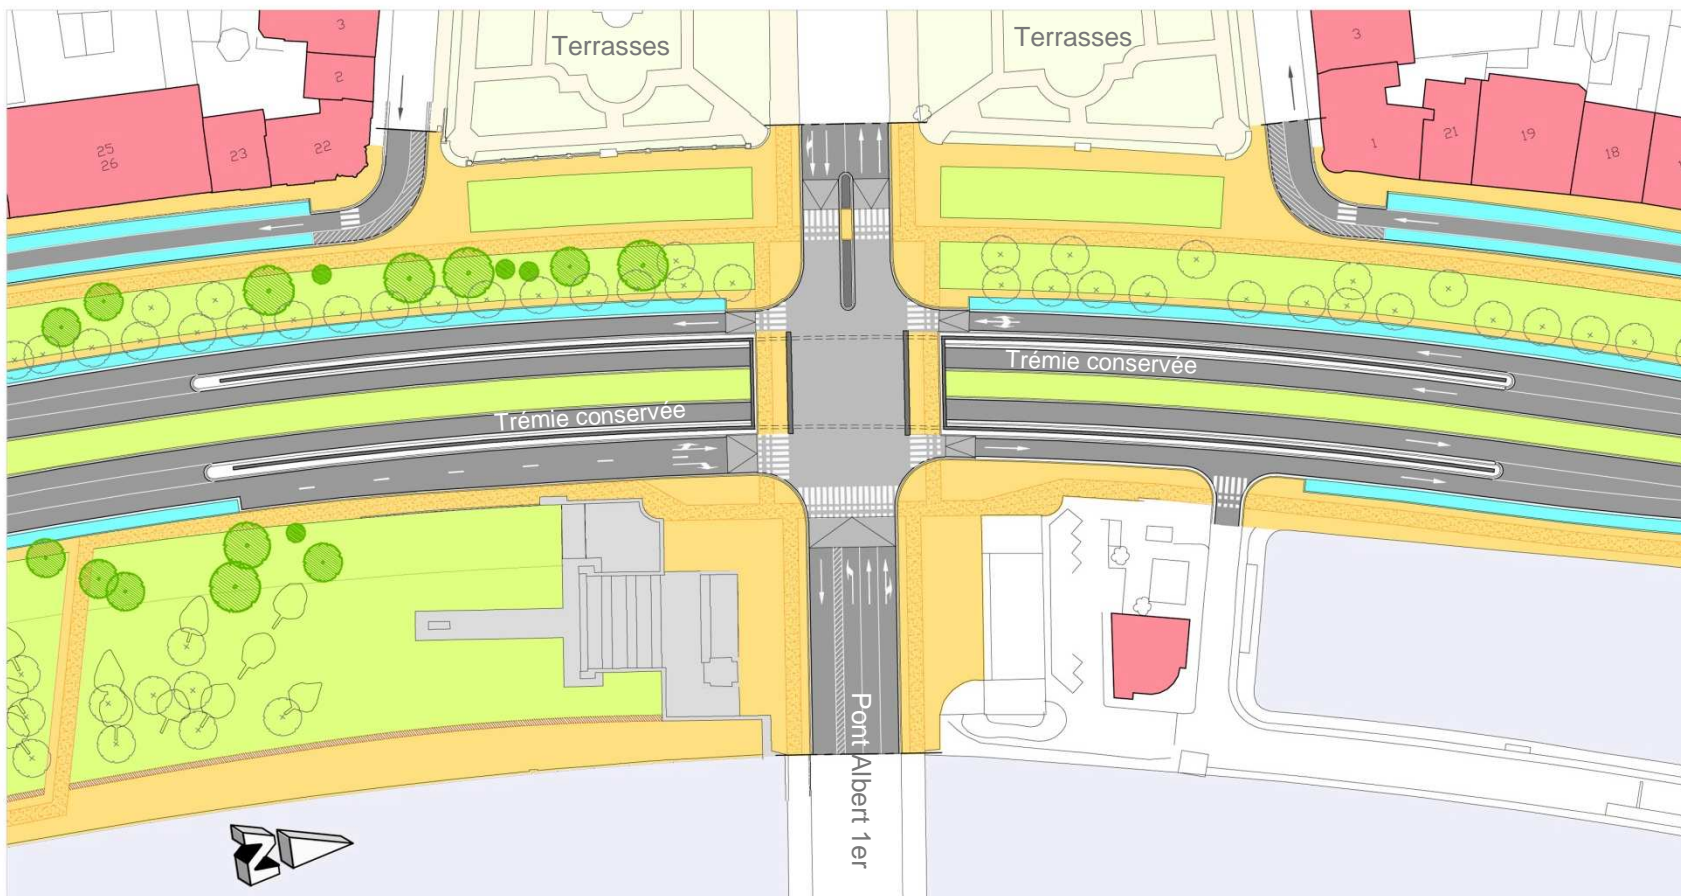 3
2
25
26
23
22
Terrasses
Terrasses
3
1
21
19
18
Trémie conservée
Trémie conservée
Pont Albert 1er
N